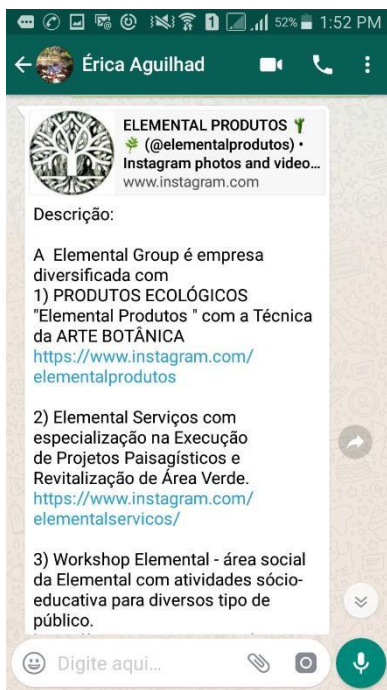 52% 1:52 PM
Érica Aguilhad
ELEMENTAL PRODUTOS
(@elementalprodutos) •
Instagram photos and video...
www.instagram.com
Descrição:
A Elemental Group é empresa
diversificada com
1) PRODUTOS ECOLÓGICOS
"Elemental Produtos " com a Técnica
da ARTE BOTÂNICA
https://www.instagram.com/
elementalprodutos
2) Elemental Serviços com
especialização na Execução
de Projetos Paisagísticos e
Revitalização de Área Verde.
https://www.instagram.com/
elementalservicos/
3) Workshop Elemental - área social
da Elemental com atividades sócio-
educativa para diversos tipo de
público.
Digite aqui...